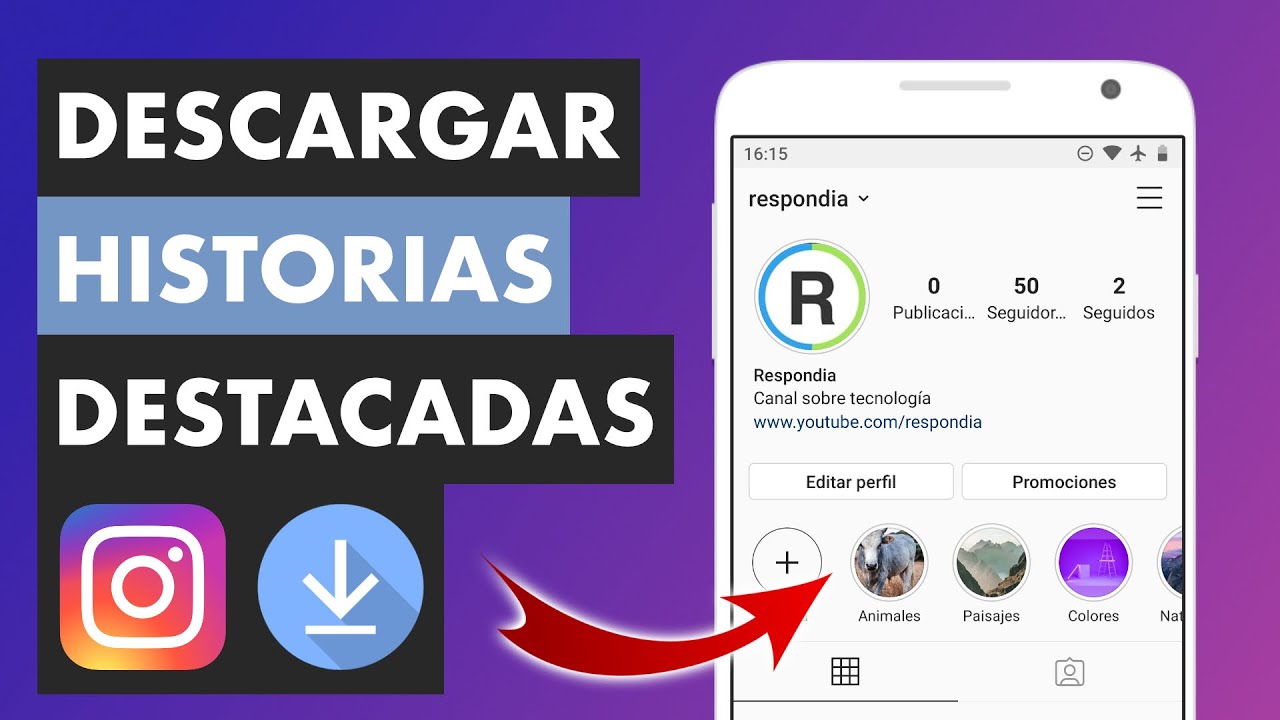 DESCARGAR
HISTORIAS
DESTACADAS
16:15
respondia
R
0 50 2
Publicaci... Seguidor... Seguidos
Respondia
Canal sobre tecnología
www.youtube.com/respondia
Editar perfil Promociones
Animales Paisajes Colores Nat